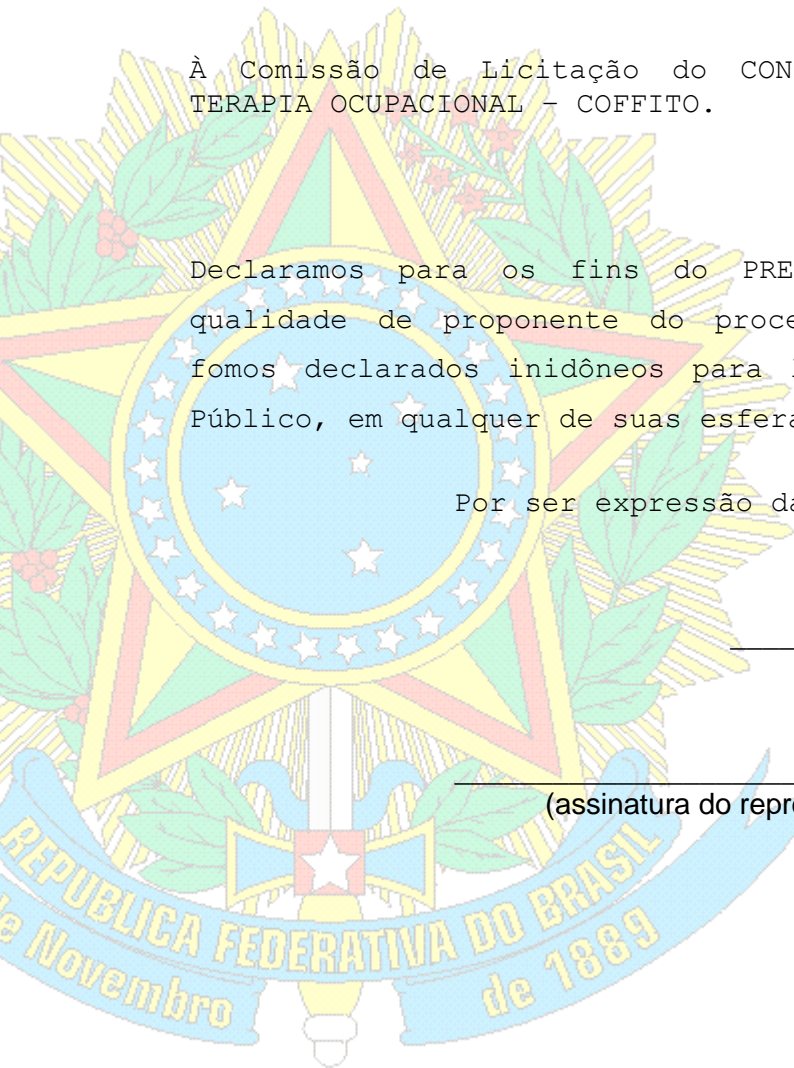 À Comissão de Licitação do CON
TERAPIA OCUPACIONAL – COFFITO.
Declaramos para os fins do PRE
qualidade de proponente do proce
fomos declarados inidôneos para
Público, em qualquer de suas esfera
Por ser expressão da
(assinatura do repre
REPUBLICA FEDERATIVA DO BRASIL
de Novembro de 1889